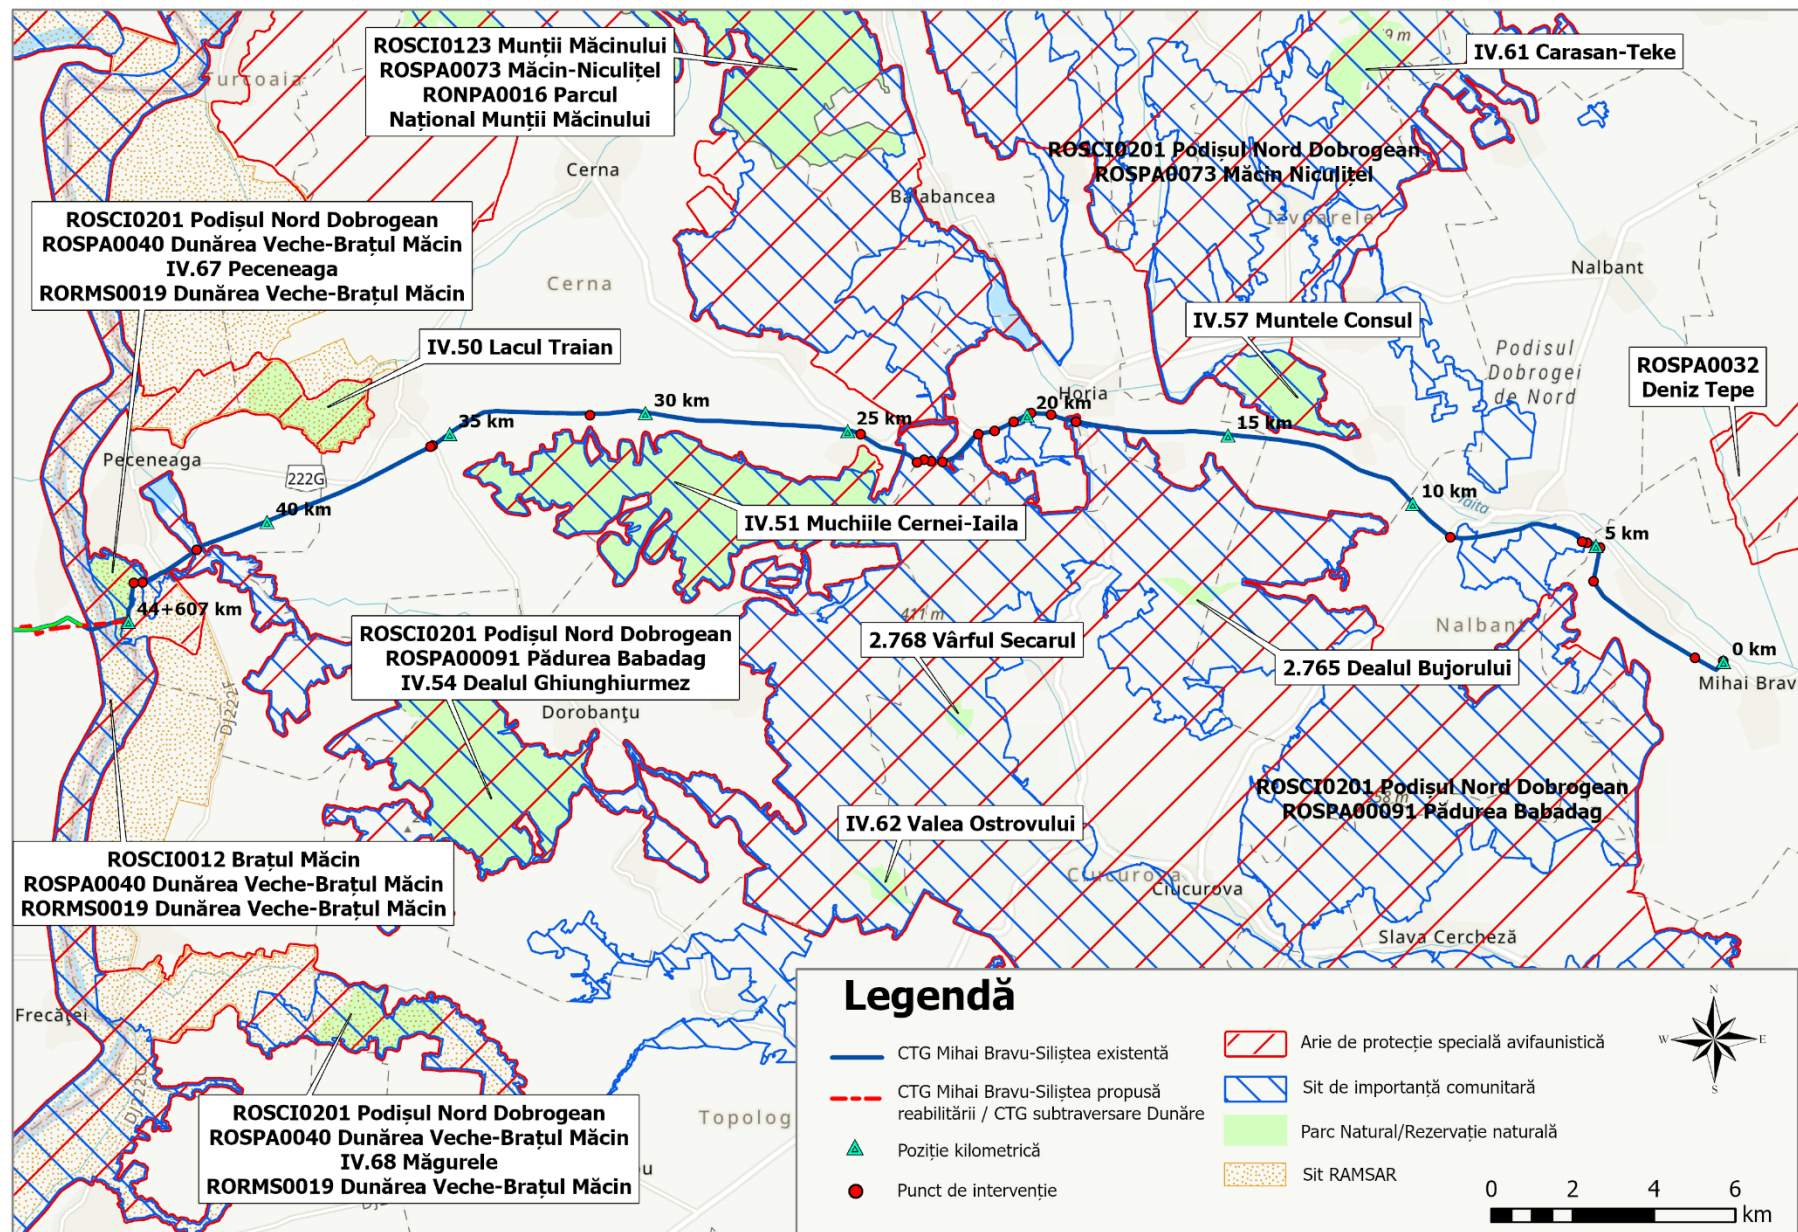 ROSCI0123 Munții Măcinului
ROSPA0073 Măcin-Niculițel
RONPA0016 Parcul
Național Munții Măcinului
IV.61 Carasan-Teke
Turcoaia
Cerna
Balabancea
ROSCI0201 Podișul Nord Dobrogean
ROSPA0073 Măcin Niculițel
Izvoarele
Nalbant
ROSCI0201 Podișul Nord Dobrogean
ROSPA0040 Dunărea Veche-Brațul Măcin
IV.67 Peceneaga
RORMS0019 Dunărea Veche-Brațul Măcin
Cerna
IV.50 Lacul Traian
IV.57 Muntele Consul
Podisul
Dobrogei
de Nord
ROSPA0032
Deniz Tepe
Horia
35 km
30 km
25 km
20 km
15 km
10 km
5 km
0 km
Peceneaga
222G
40 km
IV.51 Muchiile Cernei-Iaila
Taita
44+607 km
411 m
Nalbant
2.768 Vârful Secarul
2.765 Dealul Bujorului
Mihai Brav
ROSCI0201 Podișul Nord Dobrogean
ROSPA00091 Pădurea Babadag
IV.54 Dealul Ghiunghiurmez
DJ222F
Dorobanțu
ROSCI0201 Podișul Nord Dobrogean
ROSPA00091 Pădurea Babadag
IV.62 Valea Ostrovului
ROSCI0012 Brațul Măcin
ROSPA0040 Dunărea Veche-Brațul Măcin
RORMS0019 Dunărea Veche-Brațul Măcin
Ciucurova
Ciucurova
Slava Cercheză
Frecăței
ROSCI0201 Podișul Nord Dobrogean
ROSPA0040 Dunărea Veche-Brațul Măcin
IV.68 Măgurele
RORMS0019 Dunărea Veche-Brațul Măcin
Topolog
Legendă
CTG Mihai Bravu-Siliștea existentă
CTG Mihai Bravu-Siliștea propusă
reabilitării / CTG subtraversare Dunăre
Poziție kilometrică
Punct de intervenție
Arie de protecție specială avifaunistică
Sit de importanță comunitară
Parc Natural/Rezervație naturală
Sit RAMSAR
N
W E
S
0 2 4 6
km